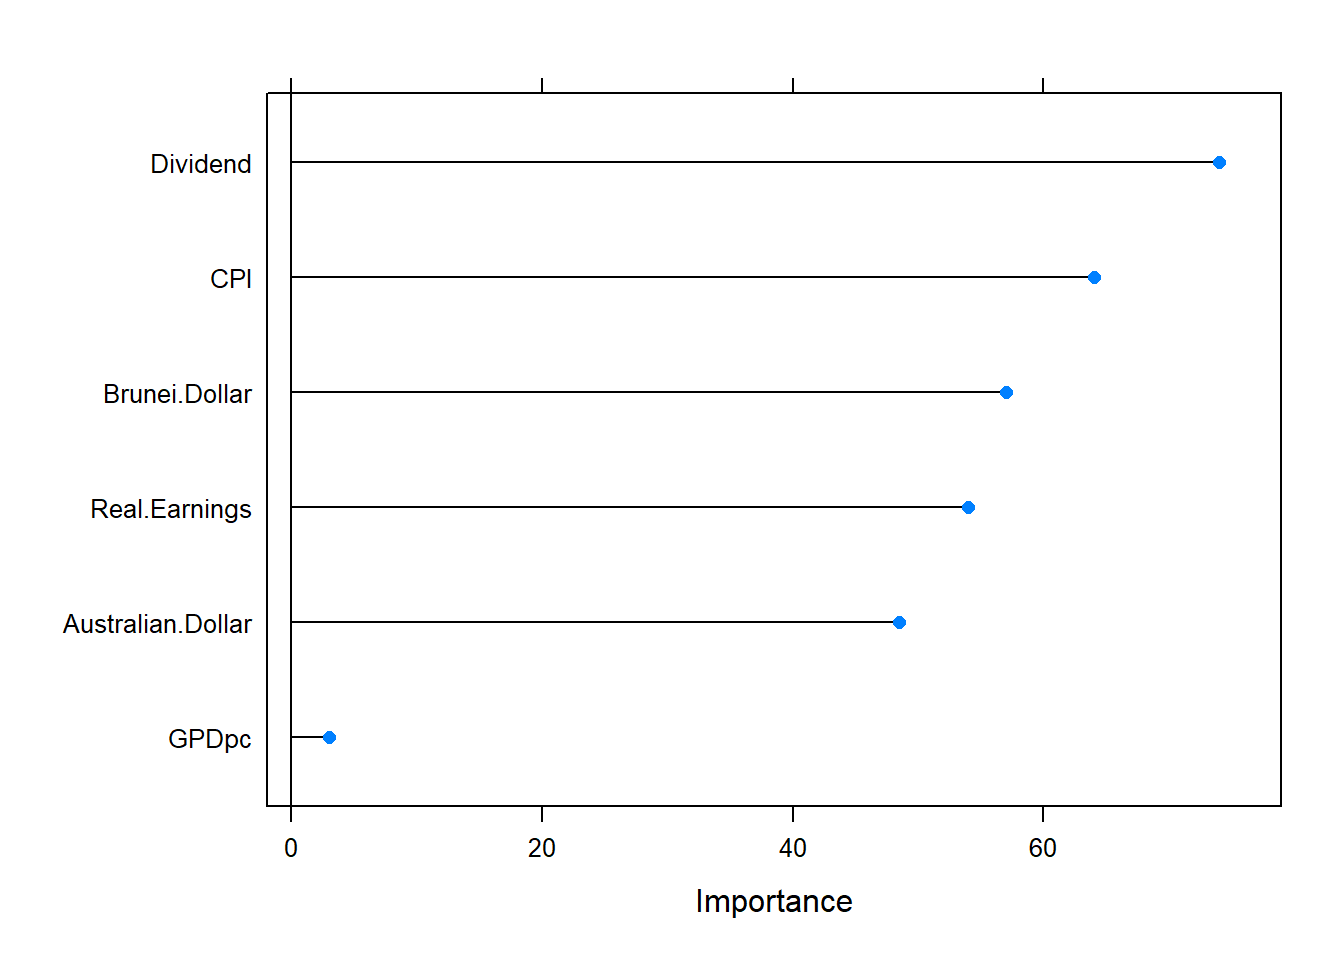 Dividend
CPI
Brunei.Dollar
Real.Earnings
Australian.Dollar
GPDpc
0 20 40 60
Importance